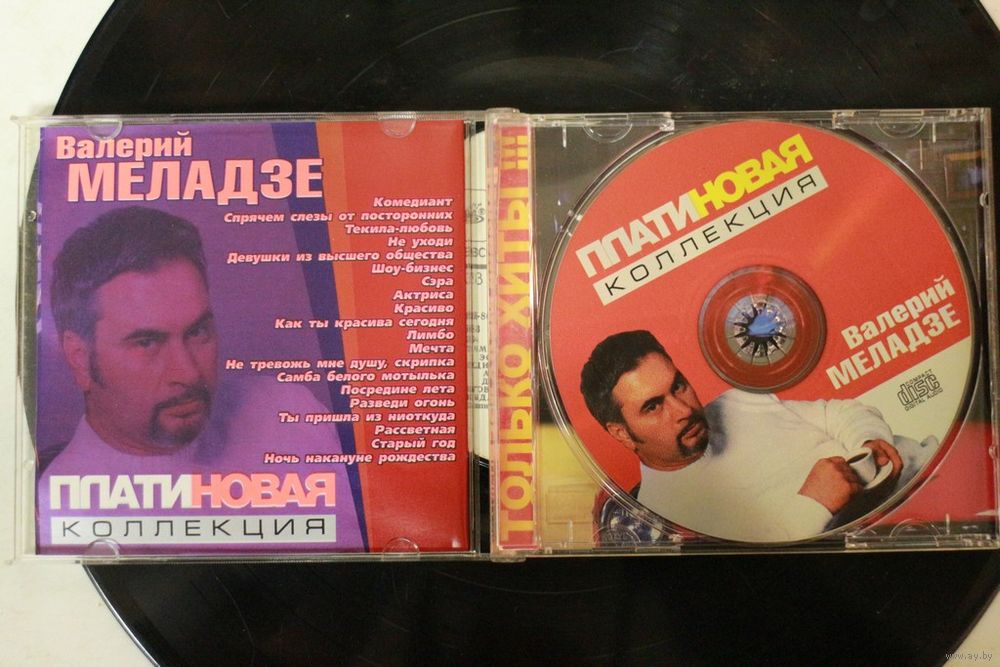 Валерий
МЕЛАДЗЕ
Комедиант
Спрячем слезы от посторонних
Текила-любовь
Не уходи
Девушки из высшего общества
Шоу-бизнес
Сэра
Актриса
Красиво
Как ты красива сегодня
Лимбо
Мечта
Не тревожь мне душу, скрипка
Самба белого мотылька
Посредине лета
Разведи огонь
Ты пришла из ниоткуда
Рассветная
Старый год
Ночь накануне рождества
ПЛАТИНОВАЯ
КОЛЛЕКЦИЯ
ТОЛЬКО ХИТЫ !!!
ПЛАТИНОВАЯ
КОЛЛЕКЦИЯ
Валерий
МЕЛАДЗЕ
COMPACT
disc
DIGITAL AUDIO
www.ay.by